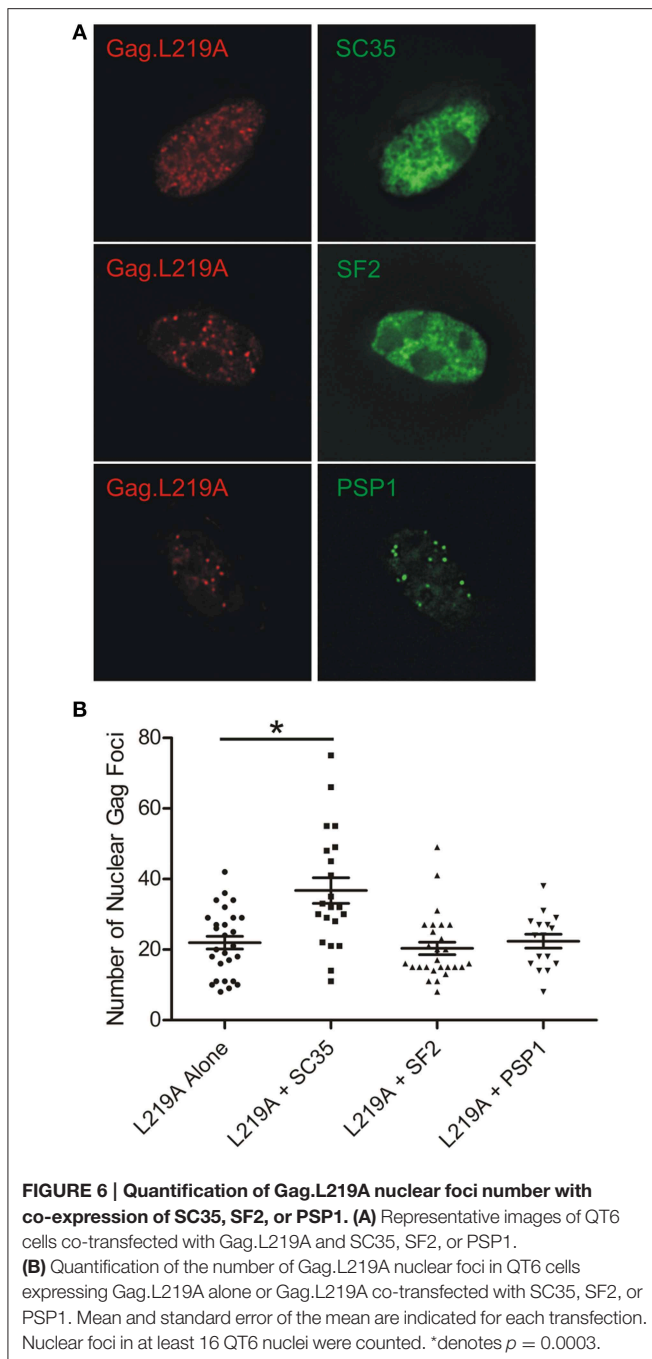 A
Gag.L219A
SC35
Gag.L219A
SF2
Gag.L219A
PSP1
B
*
Number of Nuclear Gag Foci
80
60
40
20
0
L219A Alone
L219A + SC35
L219A + SF2
L219A + PSP1
FIGURE 6 | Quantification of Gag.L219A nuclear foci number with
co-expression of SC35, SF2, or PSP1. (A) Representative images of QT6
cells co-transfected with Gag.L219A and SC35, SF2, or PSP1.
(B) Quantification of the number of Gag.L219A nuclear foci in QT6 cells
expressing Gag.L219A alone or Gag.L219A co-transfected with SC35, SF2, or
PSP1. Mean and standard error of the mean are indicated for each transfection.
Nuclear foci in at least 16 QT6 nuclei were counted. *denotes p = 0.0003.